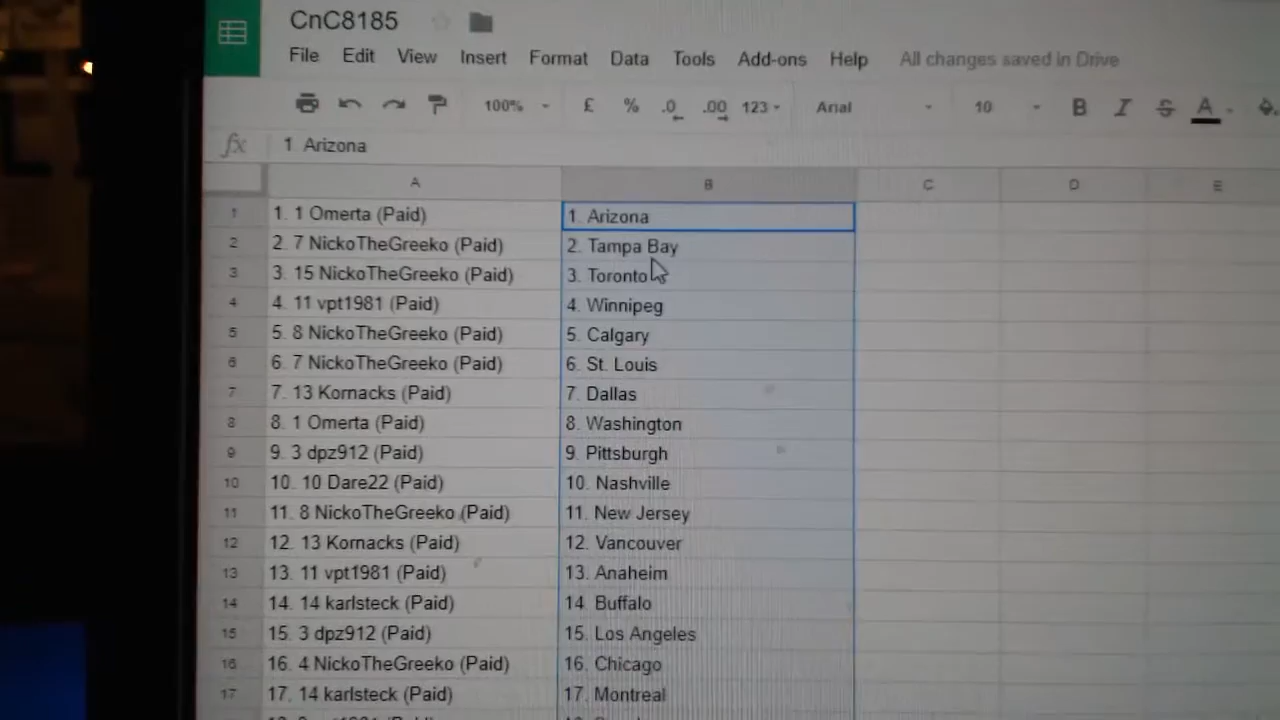 CnC8185
File Edit View Insert Format Data Tools Add-ons Help All changes saved in Drive
100% £ % .0 .00 123 Arial 10 B I S A
fx 1. Arizona
A B C D E
1 1. 1 Omerta (Paid) 1. Arizona
2 2. 7 NickoTheGreeko (Paid) 2. Tampa Bay
3 3. 15 NickoTheGreeko (Paid) 3. Toronto
4 4. 11 vpt1981 (Paid) 4. Winnipeg
5 5. 8 NickoTheGreeko (Paid) 5. Calgary
6 6. 7 NickoTheGreeko (Paid) 6. St. Louis
7 7. 13 Kornacks (Paid) 7. Dallas
8 8. 1 Omerta (Paid) 8. Washington
9 9. 3 dpz912 (Paid) 9. Pittsburgh
10 10. 10 Dare22 (Paid) 10. Nashville
11 11. 8 NickoTheGreeko (Paid) 11. New Jersey
12 12. 13 Kornacks (Paid) 12. Vancouver
13 13. 11 vpt1981 (Paid) 13. Anaheim
14 14. 14 karlsteck (Paid) 14. Buffalo
15 15. 3 dpz912 (Paid) 15. Los Angeles
16 16. 4 NickoTheGreeko (Paid) 16. Chicago
17 17. 14 karlsteck (Paid) 17. Montreal